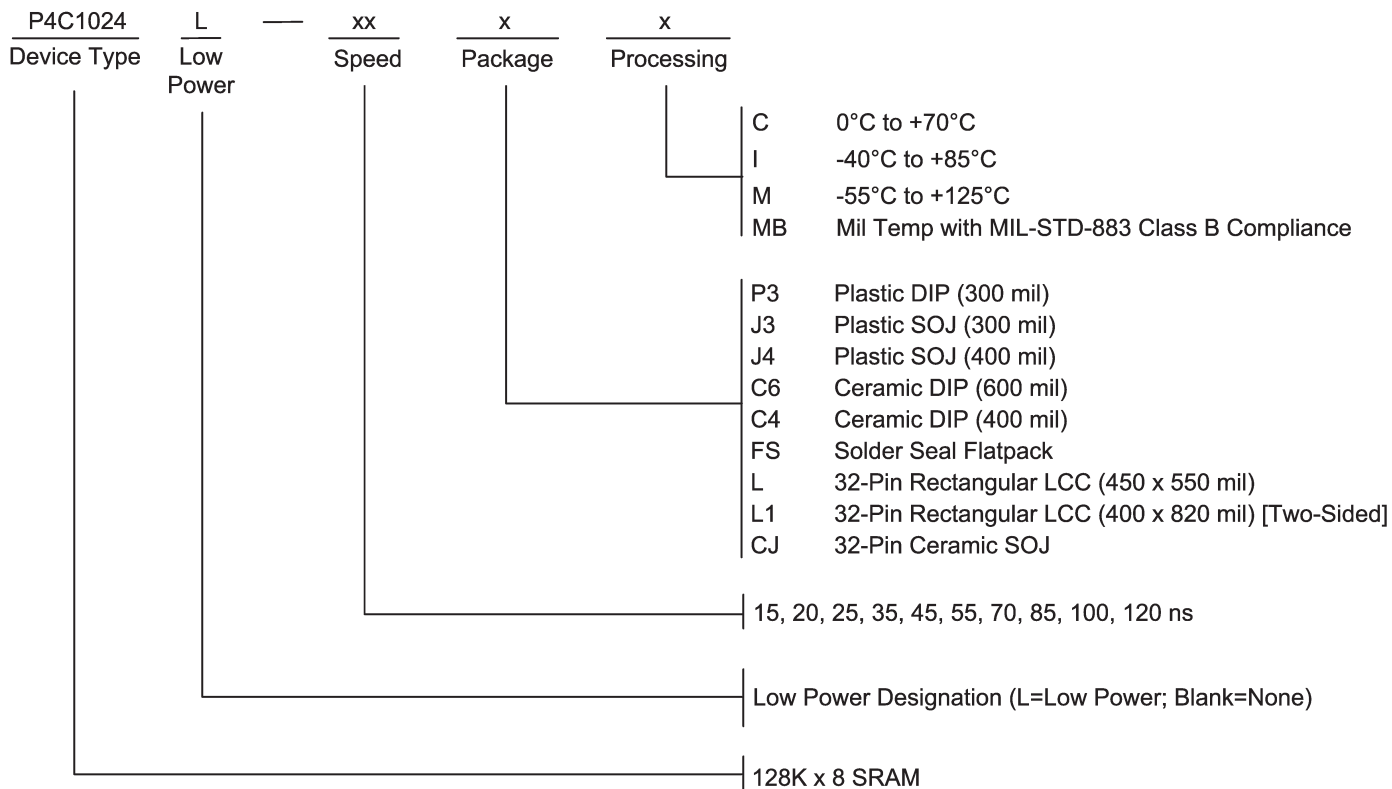 P4C1024 L — xx x x
Device Type Low Power Speed Package Processing
C 0°C to +70°C
I -40°C to +85°C
M -55°C to +125°C
MB Mil Temp with MIL-STD-883 Class B Compliance
P3 Plastic DIP (300 mil)
J3 Plastic SOJ (300 mil)
J4 Plastic SOJ (400 mil)
C6 Ceramic DIP (600 mil)
C4 Ceramic DIP (400 mil)
FS Solder Seal Flatpack
L 32-Pin Rectangular LCC (450 x 550 mil)
L1 32-Pin Rectangular LCC (400 x 820 mil) [Two-Sided]
CJ 32-Pin Ceramic SOJ
15, 20, 25, 35, 45, 55, 70, 85, 100, 120 ns
Low Power Designation (L=Low Power; Blank=None)
128K x 8 SRAM